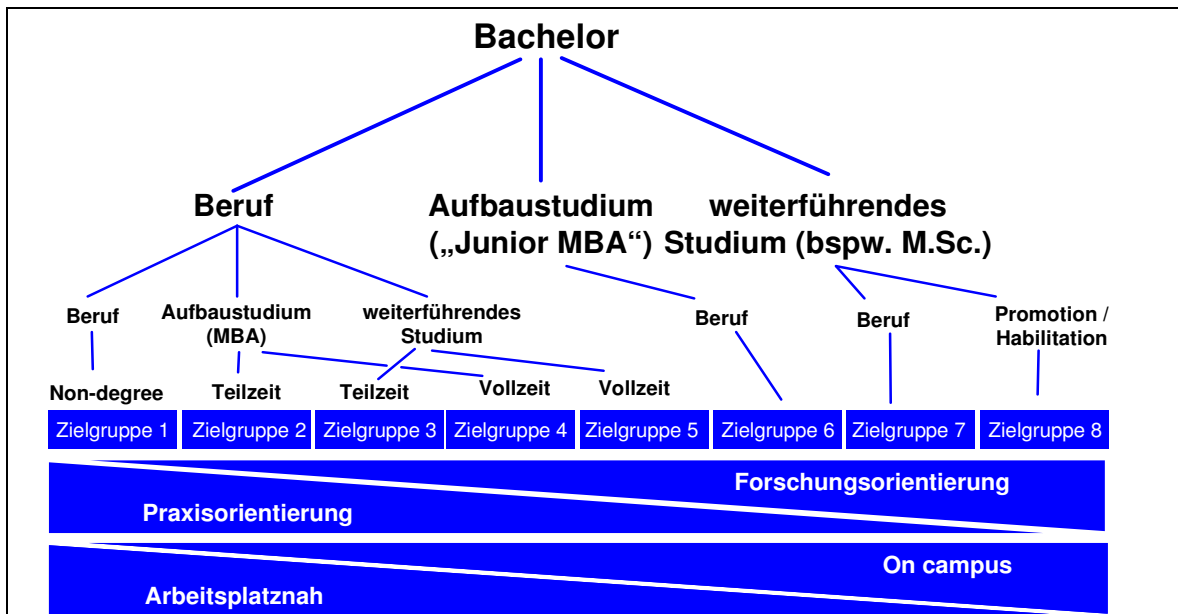 Bachelor
Beruf
Aufbaustudium
(„Junior MBA“)
weiterführendes
Studium (bspw. M.Sc.)
Beruf
Aufbaustudium
(MBA)
weiterführendes
Studium
Beruf
Beruf
Promotion /
Habilitation
Non-degree
Teilzeit
Teilzeit
Vollzeit
Vollzeit
Zielgruppe 1
Zielgruppe 2
Zielgruppe 3
Zielgruppe 4
Zielgruppe 5
Zielgruppe 6
Zielgruppe 7
Zielgruppe 8
Forschungsorientierung
Praxisorientierung
On campus
Arbeitsplatznah